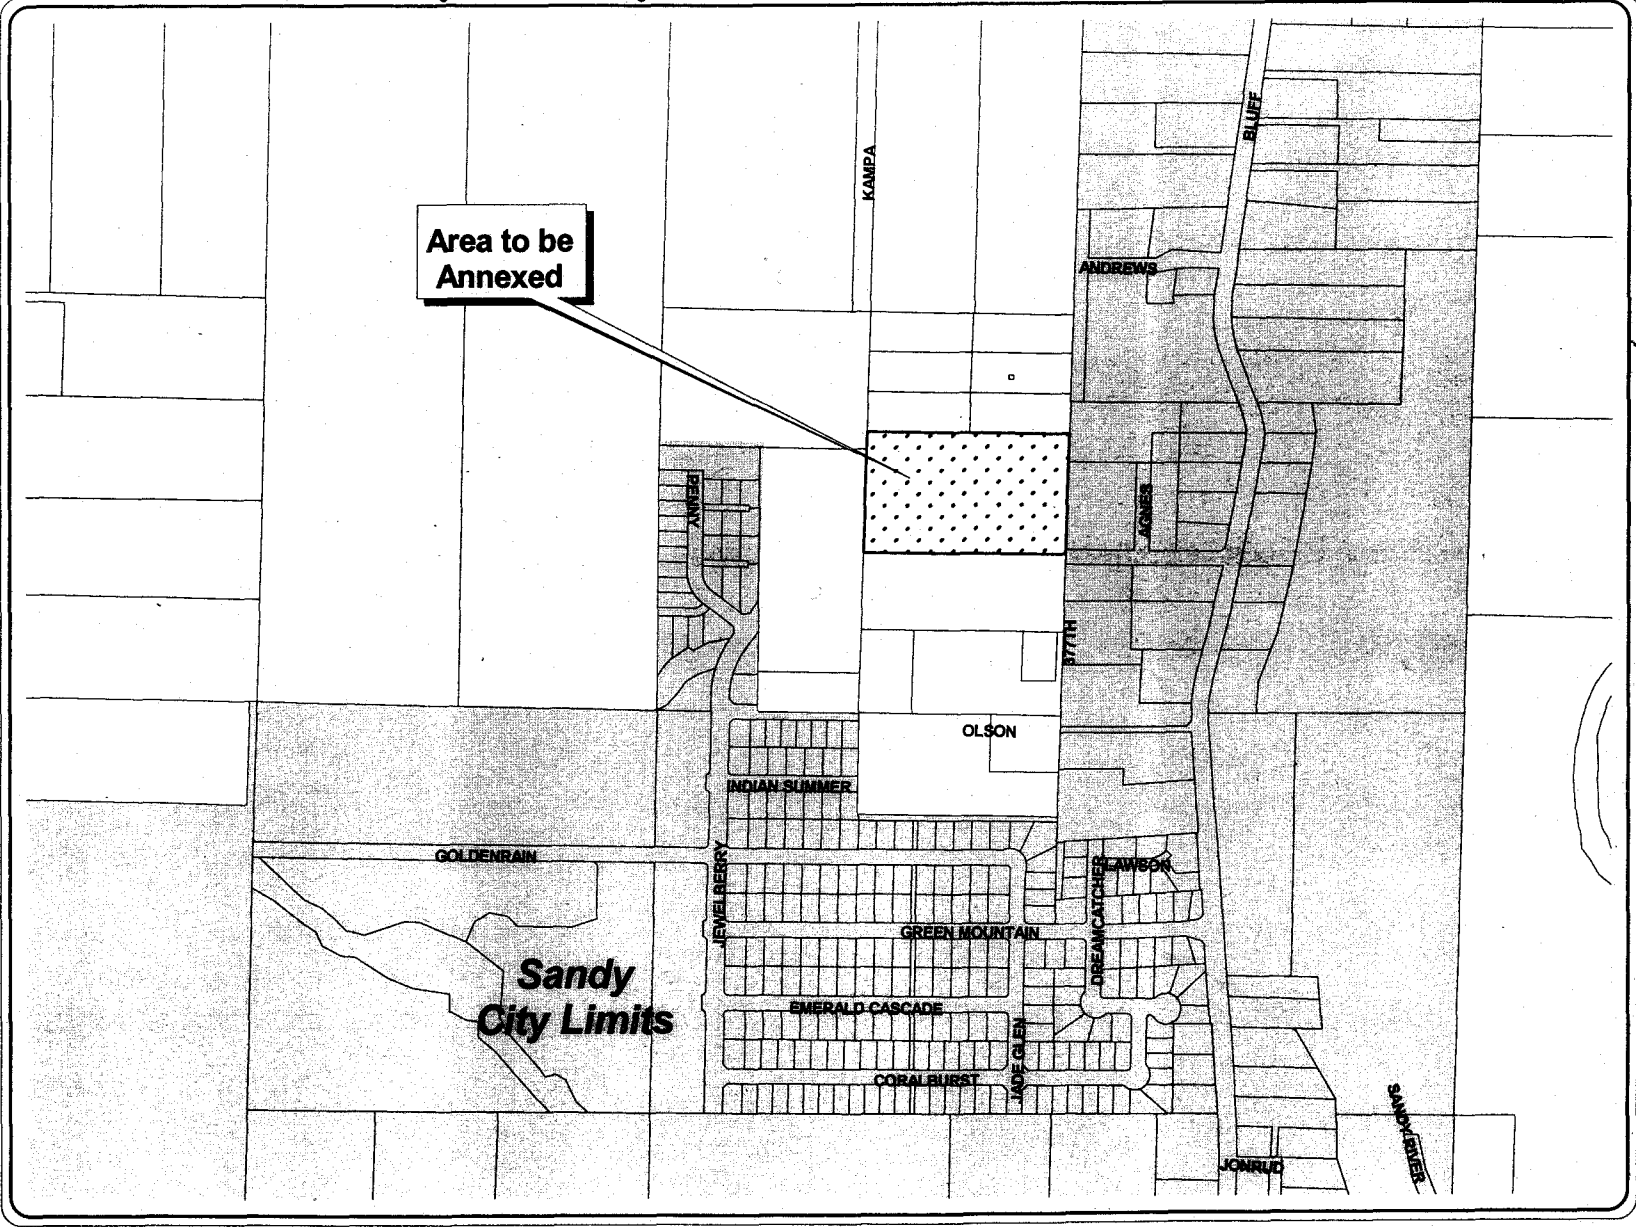 KAMPA
BLUFF
Area to be
Annexed
ANDREWS
PENNY
AGNES
377TH
OLSON
INDIAN SUMMER
GOLDENRAIN
JEWELBERRY
LAWSON
DREAMCATCHER
GREEN MOUNTAIN
Sandy
City Limits
EMERALD CASCADE
JADE GLEN
CORALBURST
SANDY RIVER
JONRUD